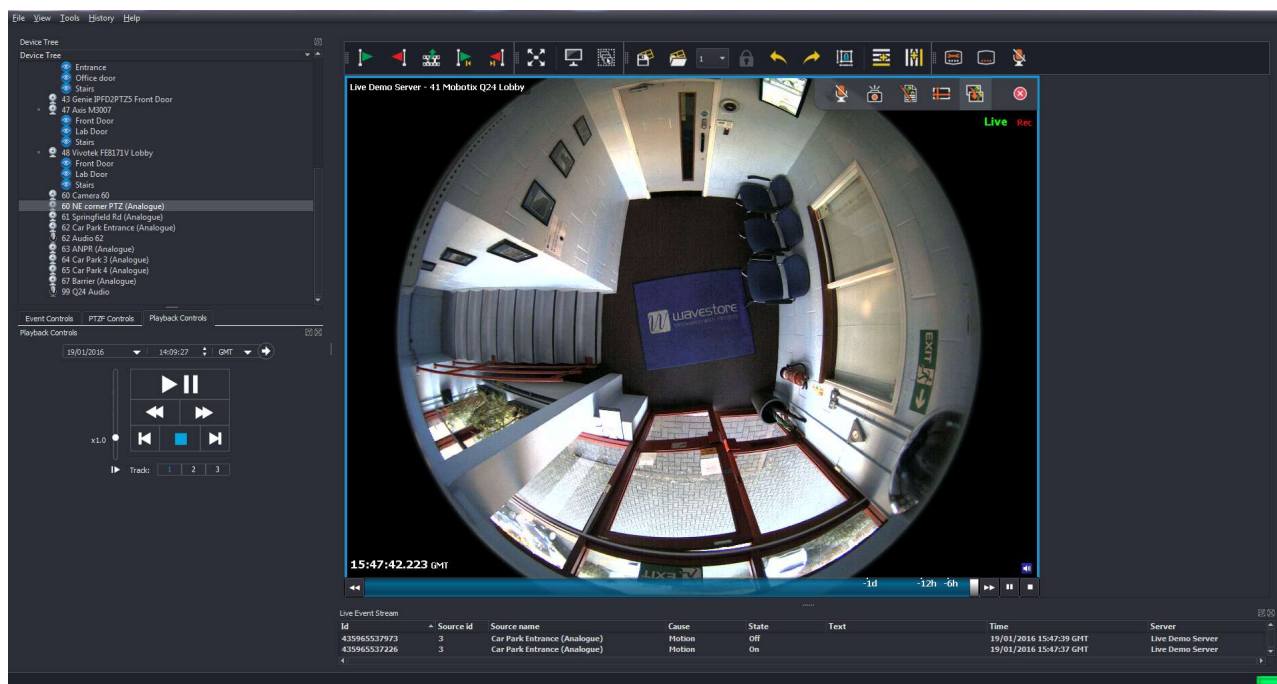 File View Tools History Help
Device Tree
Device Tree
Entrance
Office door
Stairs
43 Genie IPFD2PTZ5 Front Door
47 Axis M3007
Front Door
Lab Door
Stairs
48 Vivotek FE8171V Lobby
Front Door
Lab Door
Stairs
60 Camera 60
60 NE corner PTZ (Analogue)
61 Springfield Rd (Analogue)
62 Car Park Entrance (Analogue)
62 Audio 62
63 ANPR (Analogue)
64 Car Park 3 (Analogue)
65 Car Park 4 (Analogue)
67 Barrier (Analogue)
99 Q24 Audio
Event Controls PTZF Controls Playback Controls
Playback Controls
19/01/2016 14:09:27 GMT
x1.0
Track: 1 2 3
1
Live Demo Server - 41 Mobotix Q24 Lobby
Live Rec
wavestore
EXIT
EXIT
15:47:42.223 GMT
-1d -12h -6h
Live Event Stream
Id Source id Source name Cause State Text Time Server
435965537973 3 Car Park Entrance (Analogue) Motion Off 19/01/2016 15:47:39 GMT Live Demo Server
435965537226 3 Car Park Entrance (Analogue) Motion On 19/01/2016 15:47:37 GMT Live Demo Server